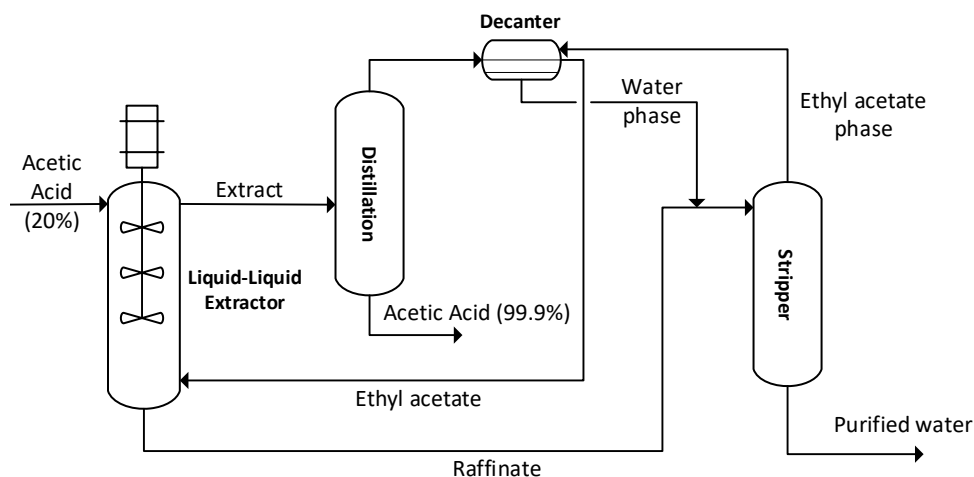 Decanter
Water
phase
Ethyl acetate
phase
Acetic
Acid
(20%)
Extract
Distillation
Liquid-Liquid
Extractor
Stripper
Acetic Acid (99.9%)
Ethyl acetate
Purified water
Raffinate